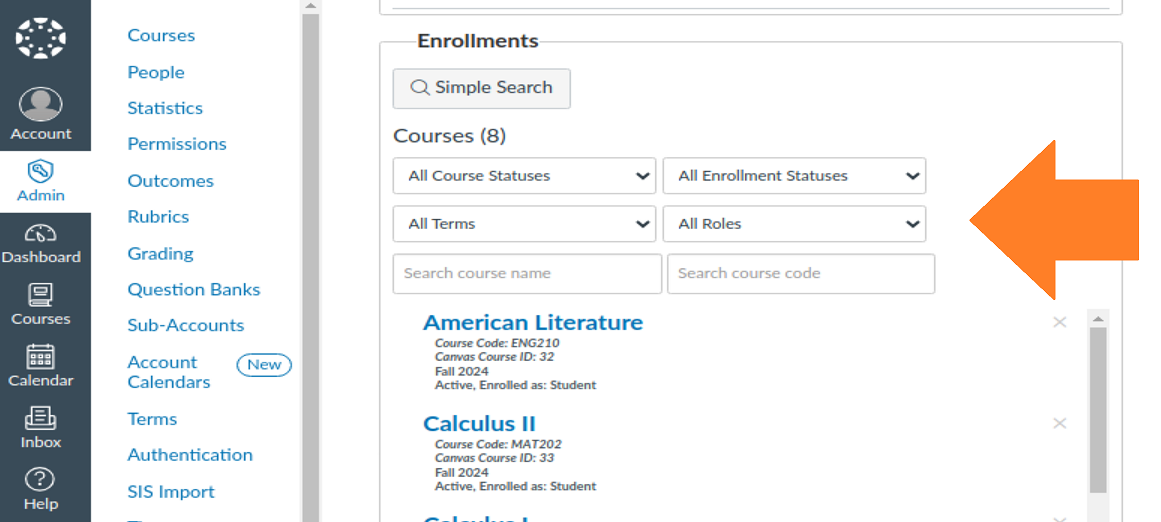 Account
Admin
Dashboard
Courses
Calendar
Inbox
Help
Courses
People
Statistics
Permissions
Outcomes
Rubrics
Grading
Question Banks
Sub-Accounts
Account
Calendars
New
Terms
Authentication
SIS Import
Enrollments
Simple Search
Courses (8)
All Course Statuses
All Enrollment Statuses
All Terms
All Roles
Search course name
Search course code
American Literature
Course Code: ENG210
Canvas Course ID: 32
Fall 2024
Active, Enrolled as: Student
Calculus II
Course Code: MAT202
Canvas Course ID: 33
Fall 2024
Active, Enrolled as: Student
Calculus I